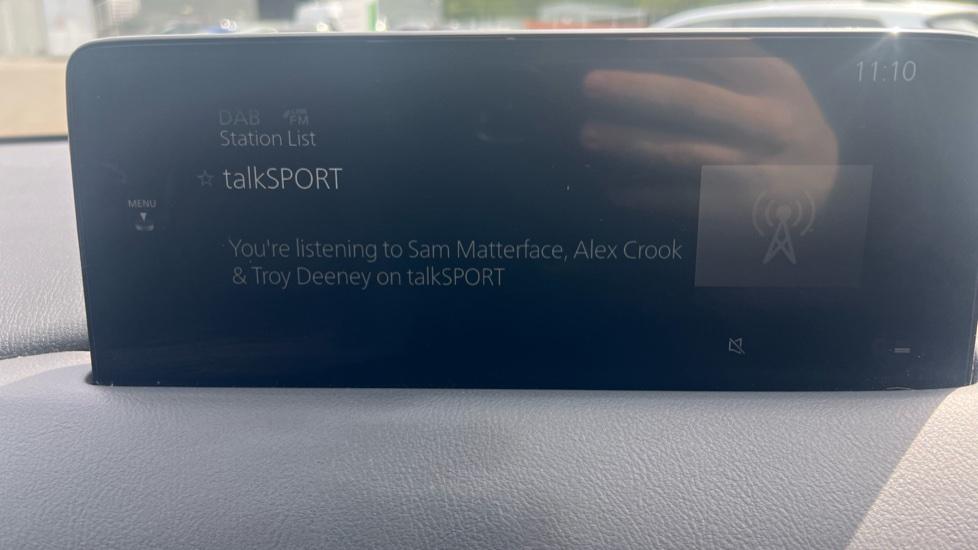 11:10
DAB FM
Station List
talkSPORT
MENU
You're listening to Sam Matterface, Alex Crook
& Troy Deeney on talkSPORT